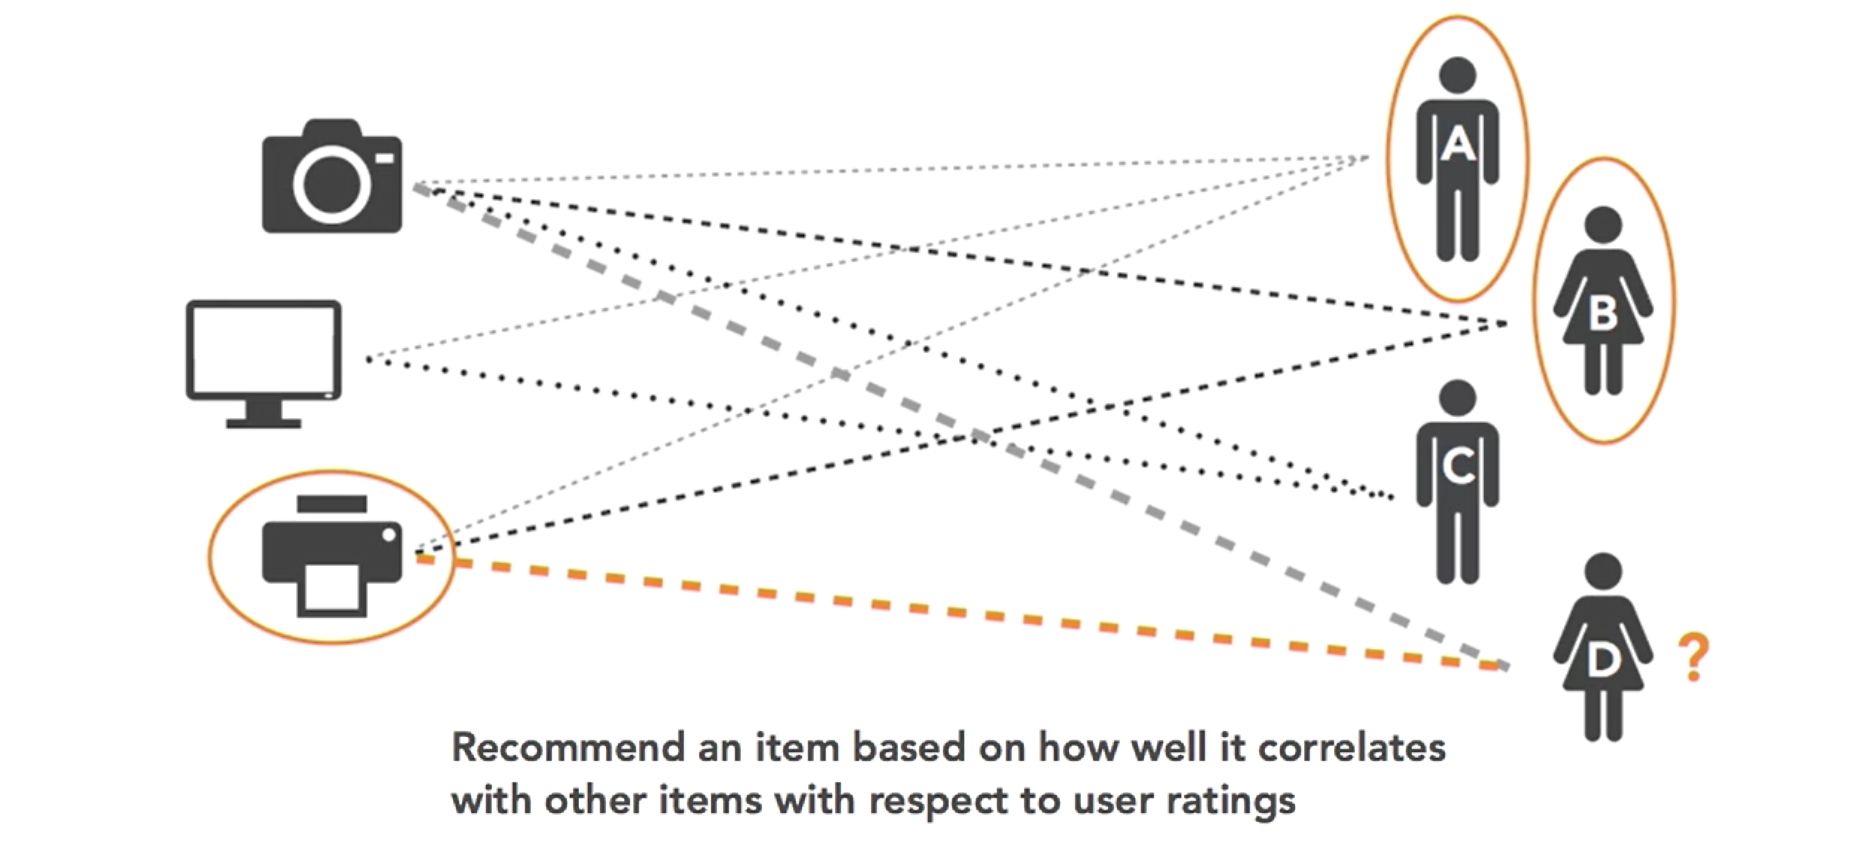 A
B
C
D ?
Recommend an item based on how well it correlates
with other items with respect to user ratings